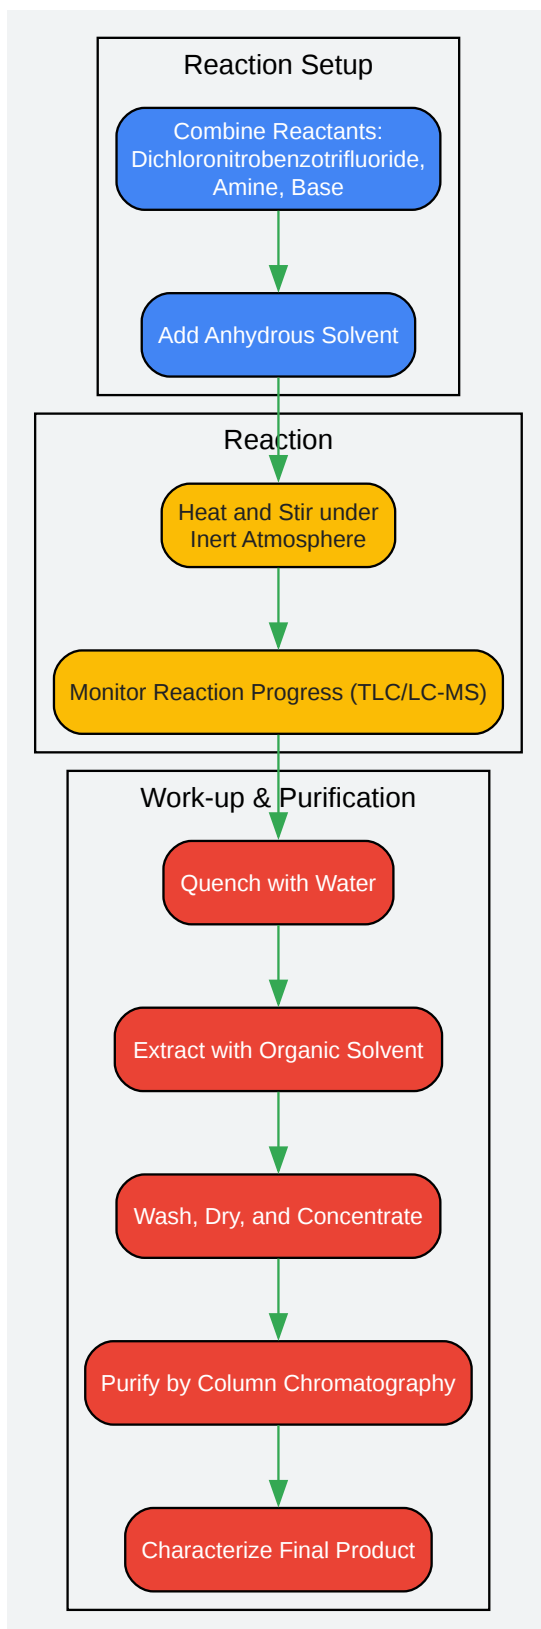 Reaction Setup
Combine Reactants:
Dichloronitrobenzotrifluoride,
Amine, Base
Add Anhydrous Solvent
Reaction
Heat and Stir under
Inert Atmosphere
Monitor Reaction Progress (TLC/LC-MS)
Work-up & Purification
Quench with Water
Extract with Organic Solvent
Wash, Dry, and Concentrate
Purify by Column Chromatography
Characterize Final Product